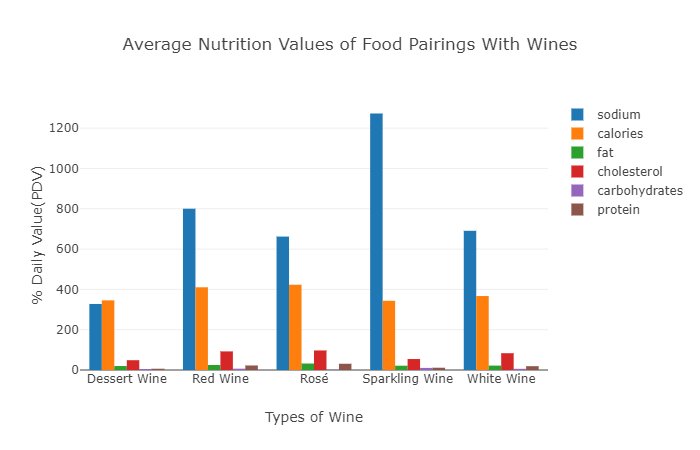 Average Nutrition Values of Food Pairings With Wines
% Daily Value(PDV)
1200
1000
800
600
400
200
0
Dessert Wine
Red Wine
Rosé
Sparkling Wine
White Wine
Types of Wine
sodium
calories
fat
cholesterol
carbohydrates
protein